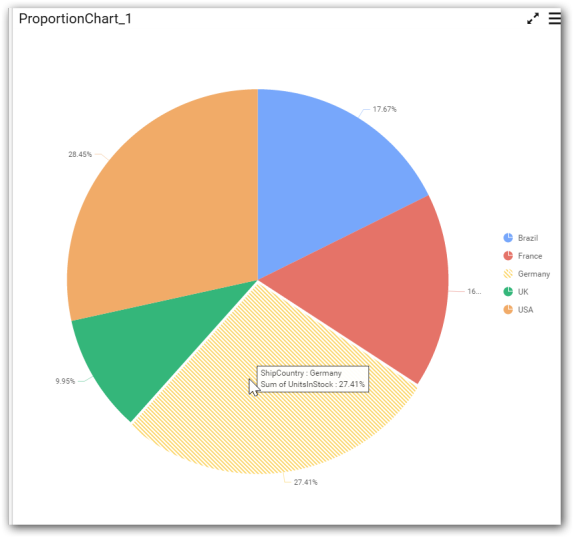 ProportionChart_1
17.67%
28.45%
Brazil
France
Germany
UK
USA
16...
ShipCountry : Germany
Sum of UnitsInStock : 27.41%
9.95%
27.41%